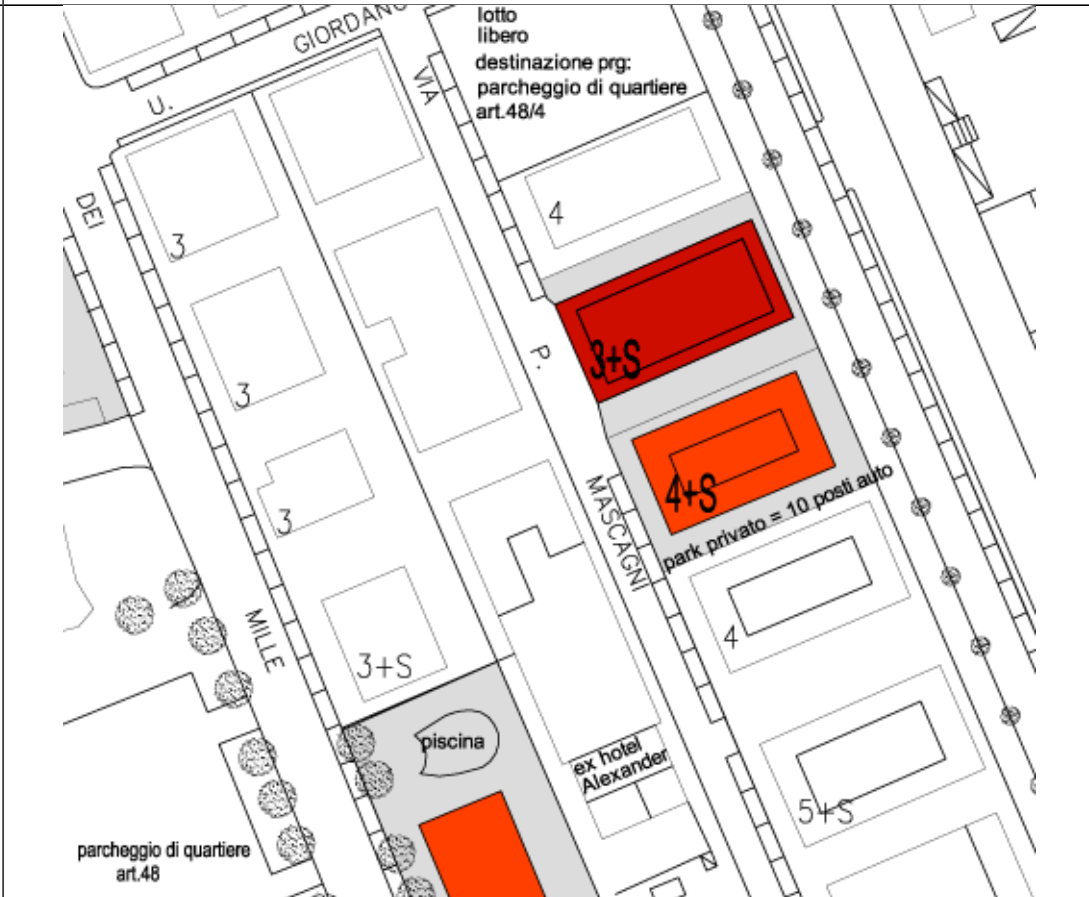 lotto
libero
destinazione prg:
parcheggio di quartiere
art.48/4
U.
GIORDANO
VIA
DEI
4
3
3+S
P.
3
4+S
MASCAGNI
park privato = 10 posti auto
3
4
MILLE
3+S
piscina
ex hotel
Alexander
5+S
parcheggio di quartiere
art.48